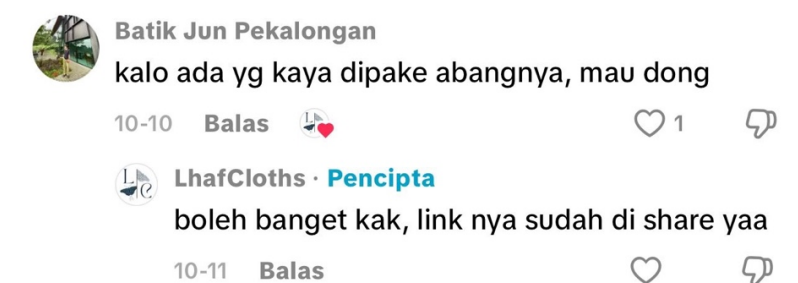 Batik Jun Pekalongan
kalo ada yg kaya dipake abangnya, mau dong
10-10 Balas 1
LhafCloths · Pencipta
boleh banget kak, link nya sudah di share yaa
10-11 Balas